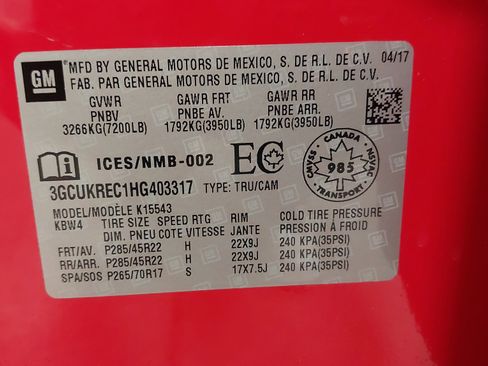 GM
MFD BY GENERAL MOTORS DE MEXICO, S. DE R.L. DE C.V. 04/17
FAB. PAR GENERAL MOTORS DE MEXICO, S. DE R.L. DE C.V.
GVWR GAWR FRT GAWR RR
PNBV PNBE AV. PNBE ARR.
3266KG(7200LB) 1792KG(3950LB) 1792KG(3950LB)
ICES/NMB-002 EC
CANADA
CMVSS 985 NSVAC
TRANSPORT
3GCUKREC1HG403317 TYPE: TRU/CAM
MODEL/MODÈLE K15543
KBW4 TIRE SIZE SPEED RTG RIM COLD TIRE PRESSURE
DIM. PNEU COTE VITESSE JANTE PRESSION À FROID
FRT/AV. P285/45R22 H 22X9J 240 KPA(35PSI)
RR/ARR. P285/45R22 H 22X9J 240 KPA(35PSI)
SPA/SOS P265/70R17 S 17X7.5J 240 KPA(35PSI)